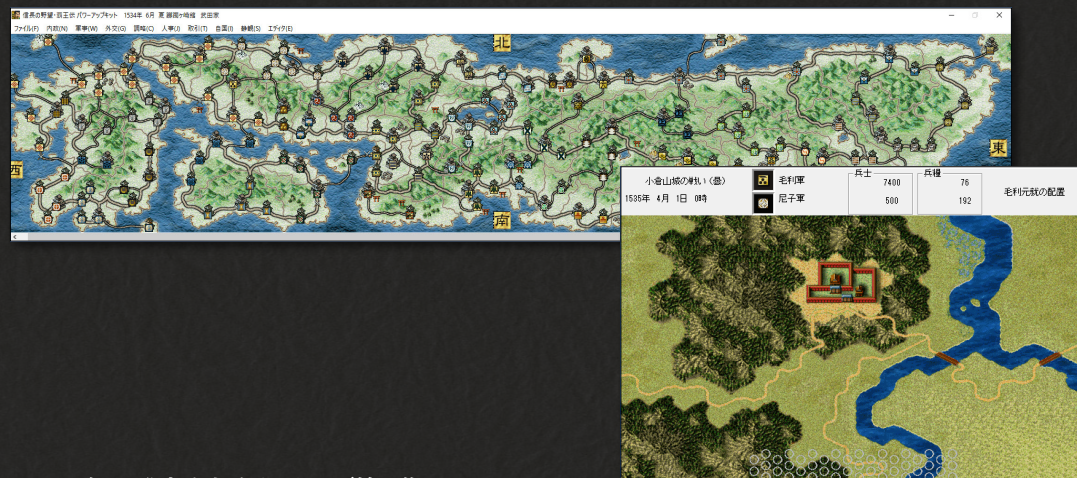 信長の野望・覇王伝 パワーアップキット 1534年 6月 夏 躑躅ヶ崎館 武田家
ファイル(F) 内政(N) 軍事(W) 外交(G) 調略(C) 人事(J) 取引(T) 自国(I) 静観(S) エディタ(E)
北
東
西
南
小倉山城の戦い(曇)
1535年 4月 1日 0時
毛利軍
尼子軍
兵士
7400
500
兵糧
76
192
毛利元就の配置